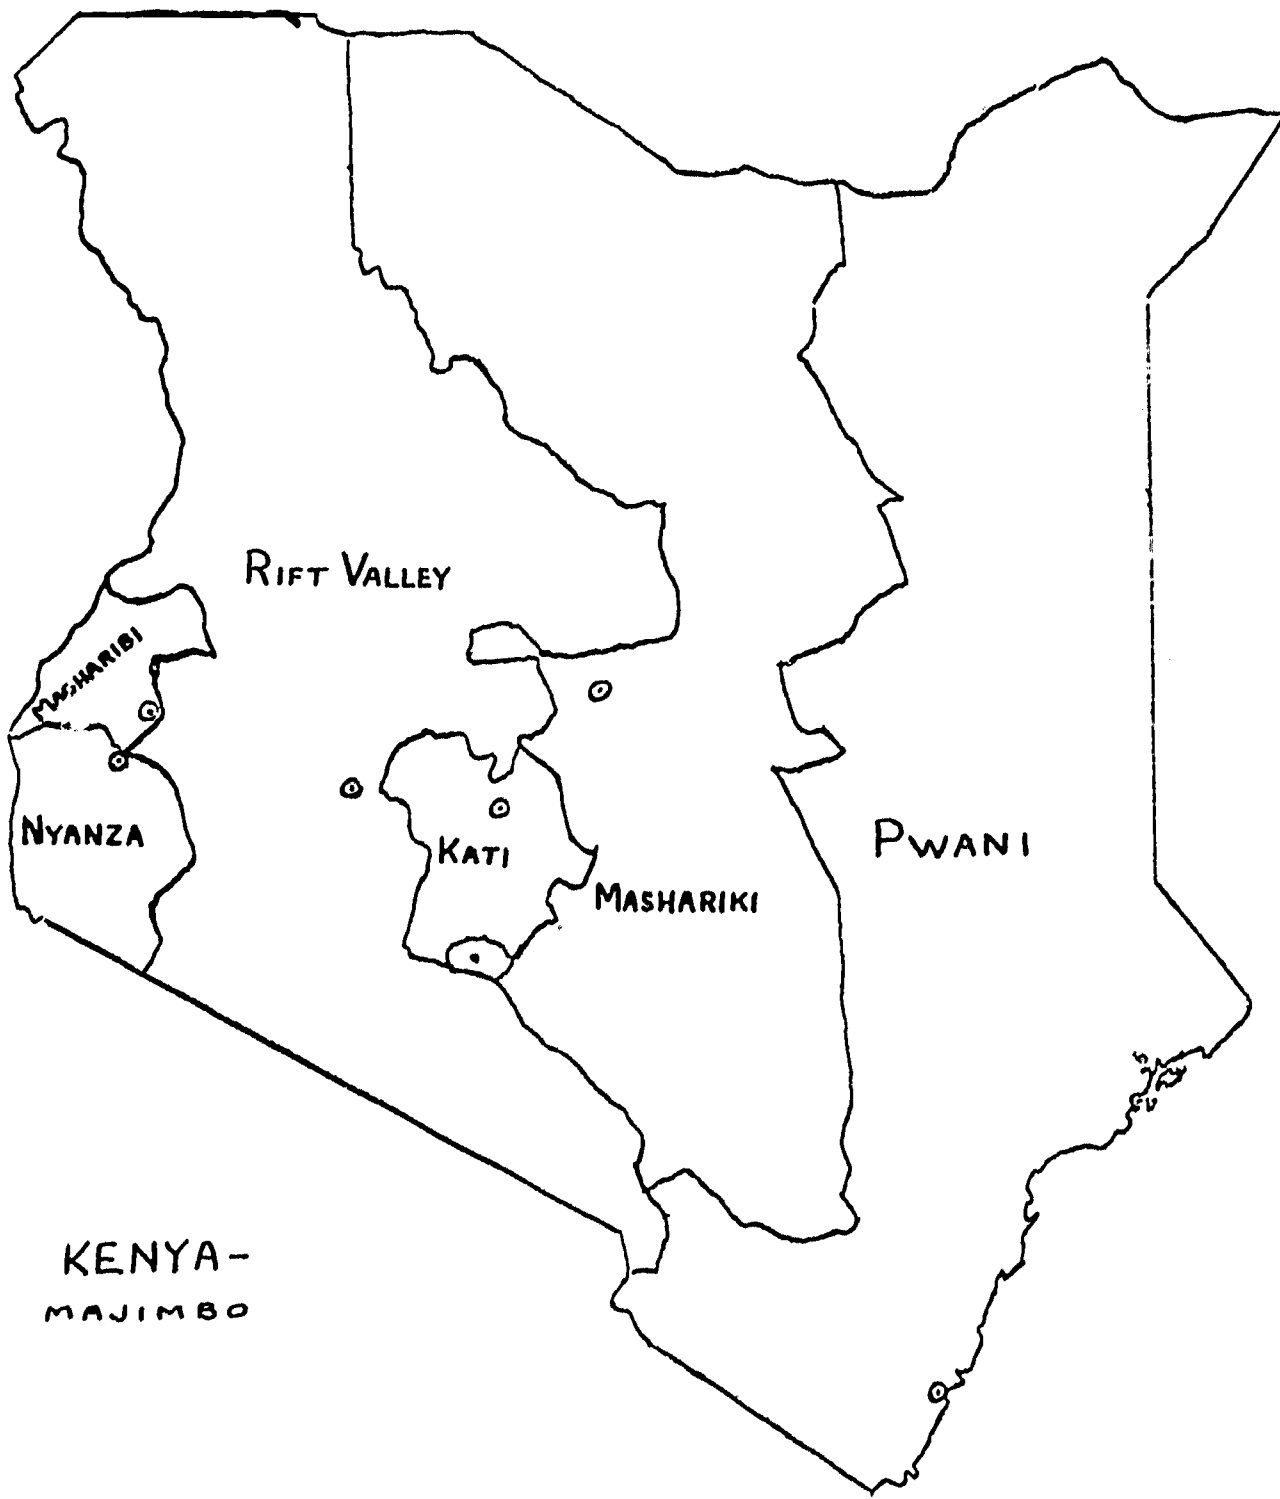 RIFT VALLEY
MASHARIBI
NYANZA
KATI
PWANI
MASHARIKI
KENYA-
MAJIMBO